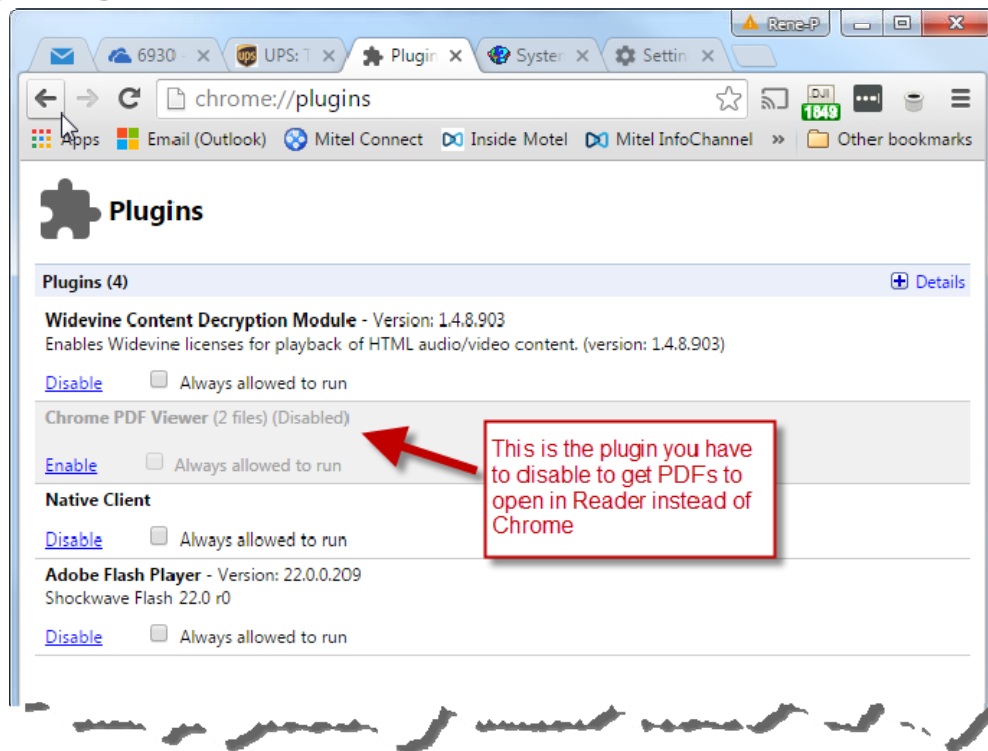 Rene-P
6930 - UPS: T Plugin System Settin
chrome://plugins
DJI
1849
Apps Email (Outlook) Mitel Connect Inside Motel Mitel InfoChannel » Other bookmarks
Plugins
Plugins (4) Details
Widevine Content Decryption Module - Version: 1.4.8.903
Enables Widevine licenses for playback of HTML audio/video content. (version: 1.4.8.903)
Disable Always allowed to run
Chrome PDF Viewer (2 files) (Disabled)
Enable Always allowed to run
This is the plugin you have
to disable to get PDFs to
open in Reader instead of
Chrome
Native Client
Disable Always allowed to run
Adobe Flash Player - Version: 22.0.0.209
Shockwave Flash 22.0 r0
Disable Always allowed to run